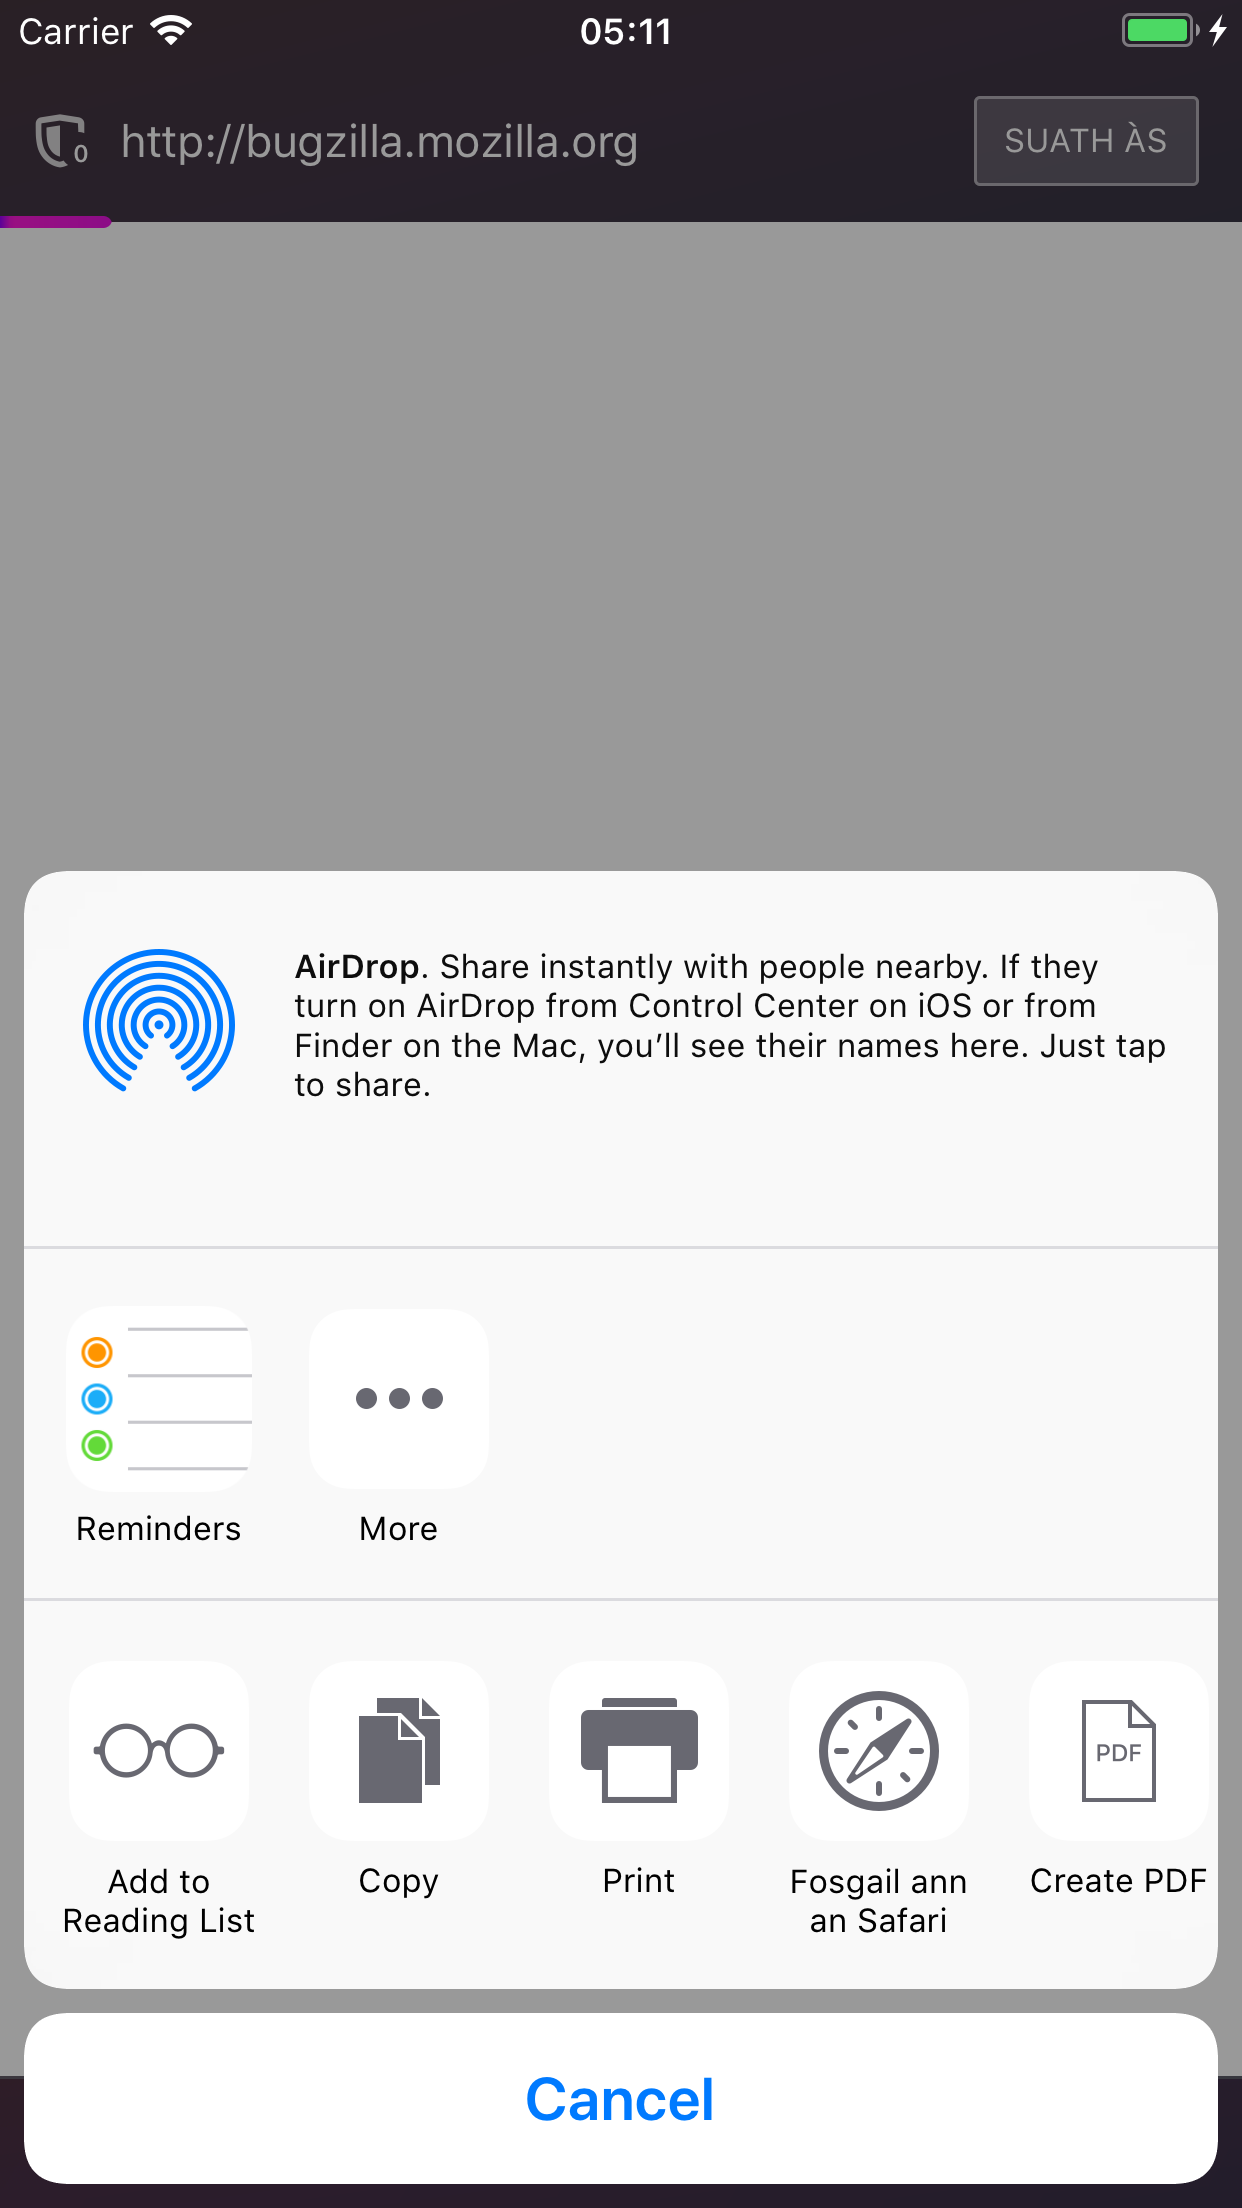 Carrier
05:11
0
http://bugzilla.mozilla.org
SUATH ÀS
AirDrop. Share instantly with people nearby. If they
turn on AirDrop from Control Center on iOS or from
Finder on the Mac, you’ll see their names here. Just tap
to share.
Reminders
More
PDF
Add to
Reading List
Copy
Print
Fosgail ann
an Safari
Create PDF
Cancel